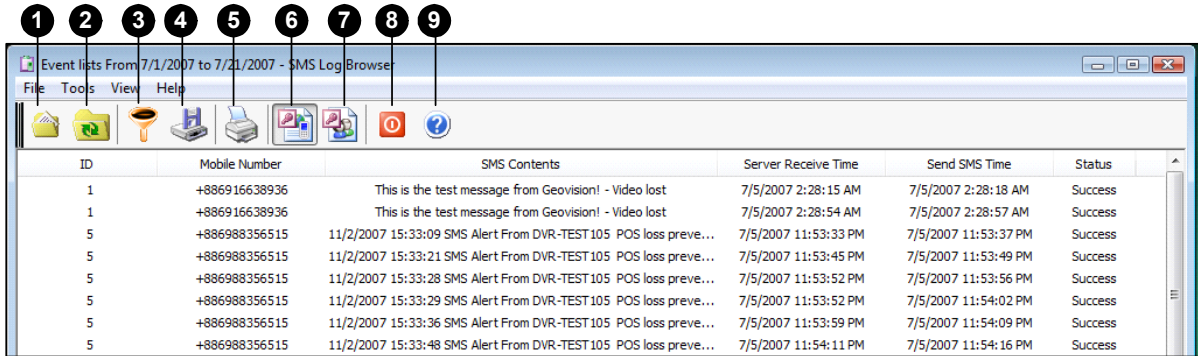 1 2 3 4 5 6 7 8 9
Event lists From 7/1/2007 to 7/21/2007 - SMS Log Browser
File Tools View Help
ID Mobile Number SMS Contents Server Receive Time Send SMS Time Status
1 +886916638936 This is the test message from Geovision! - Video lost 7/5/2007 2:28:15 AM 7/5/2007 2:28:18 AM Success
1 +886916638936 This is the test message from Geovision! - Video lost 7/5/2007 2:28:54 AM 7/5/2007 2:28:57 AM Success
5 +886988356515 11/2/2007 15:33:09 SMS Alert From DVR-TEST105 POS loss preve... 7/5/2007 11:53:33 PM 7/5/2007 11:53:37 PM Success
5 +886988356515 11/2/2007 15:33:21 SMS Alert From DVR-TEST105 POS loss preve... 7/5/2007 11:53:45 PM 7/5/2007 11:53:49 PM Success
5 +886988356515 11/2/2007 15:33:28 SMS Alert From DVR-TEST105 POS loss preve... 7/5/2007 11:53:52 PM 7/5/2007 11:53:56 PM Success
5 +886988356515 11/2/2007 15:33:29 SMS Alert From DVR-TEST105 POS loss preve... 7/5/2007 11:53:52 PM 7/5/2007 11:54:02 PM Success
5 +886988356515 11/2/2007 15:33:36 SMS Alert From DVR-TEST105 POS loss preve... 7/5/2007 11:53:59 PM 7/5/2007 11:54:09 PM Success
5 +886988356515 11/2/2007 15:33:48 SMS Alert From DVR-TEST105 POS loss preve... 7/5/2007 11:54:11 PM 7/5/2007 11:54:16 PM Success